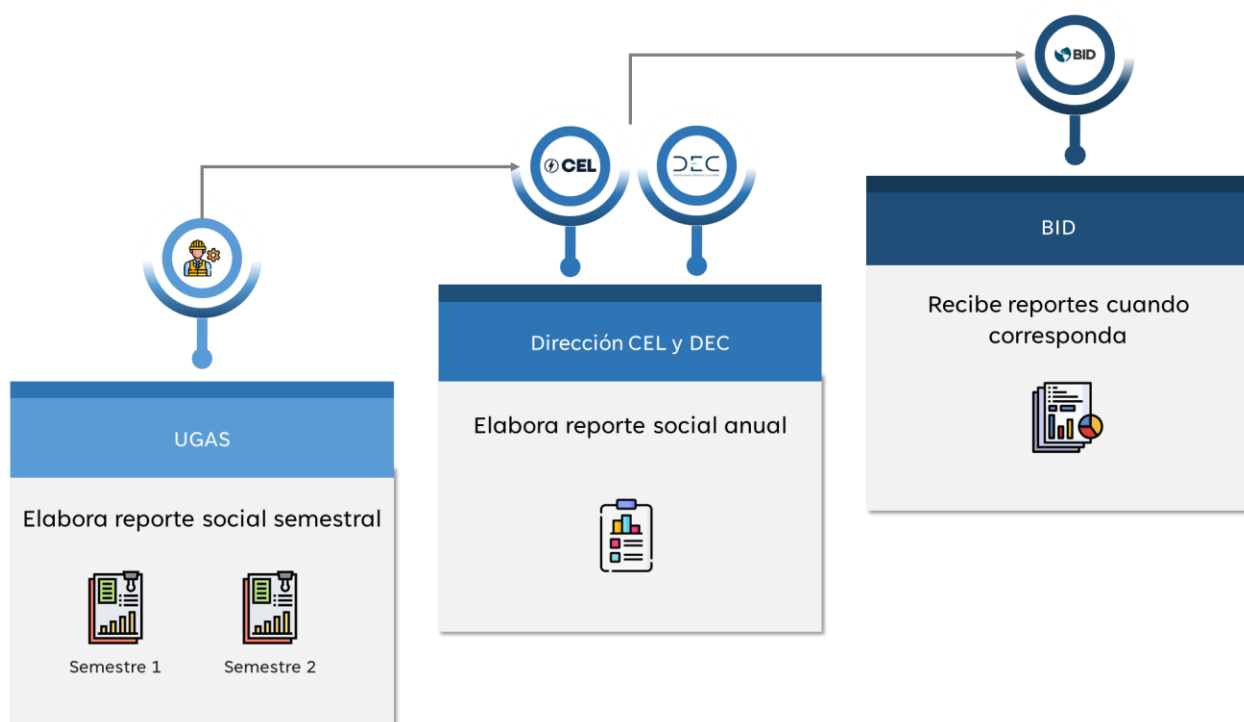 BID
CEL
DEC
BID
Recibe reportes cuando
corresponda
Dirección CEL y DEC
Elabora reporte social anual
UGAS
Elabora reporte social semestral
Semestre 1
Semestre 2